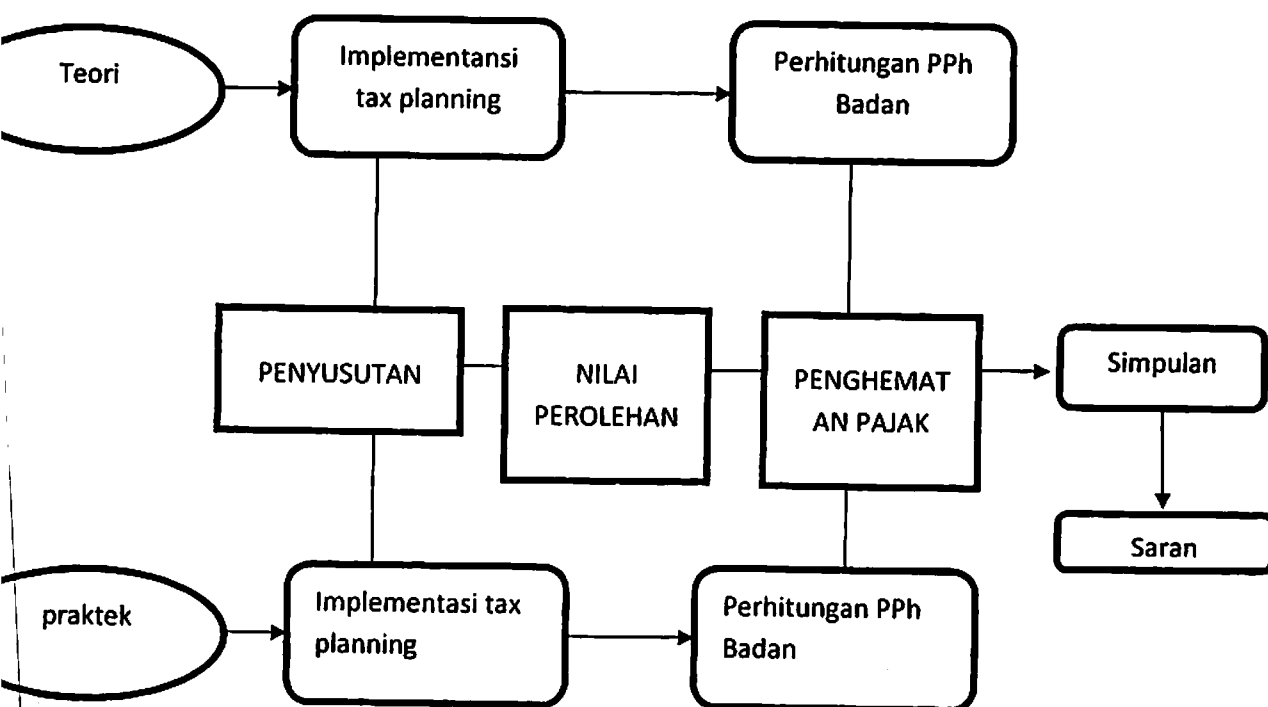 Teori
Implementansi
tax planning
Perhitungan PPh
Badan
PENYUSUTAN
NILAI
PEROLEHAN
PENGHEMAT
AN PAJAK
Simpulan
Saran
praktek
Implementasi tax
planning
Perhitungan PPh
Badan